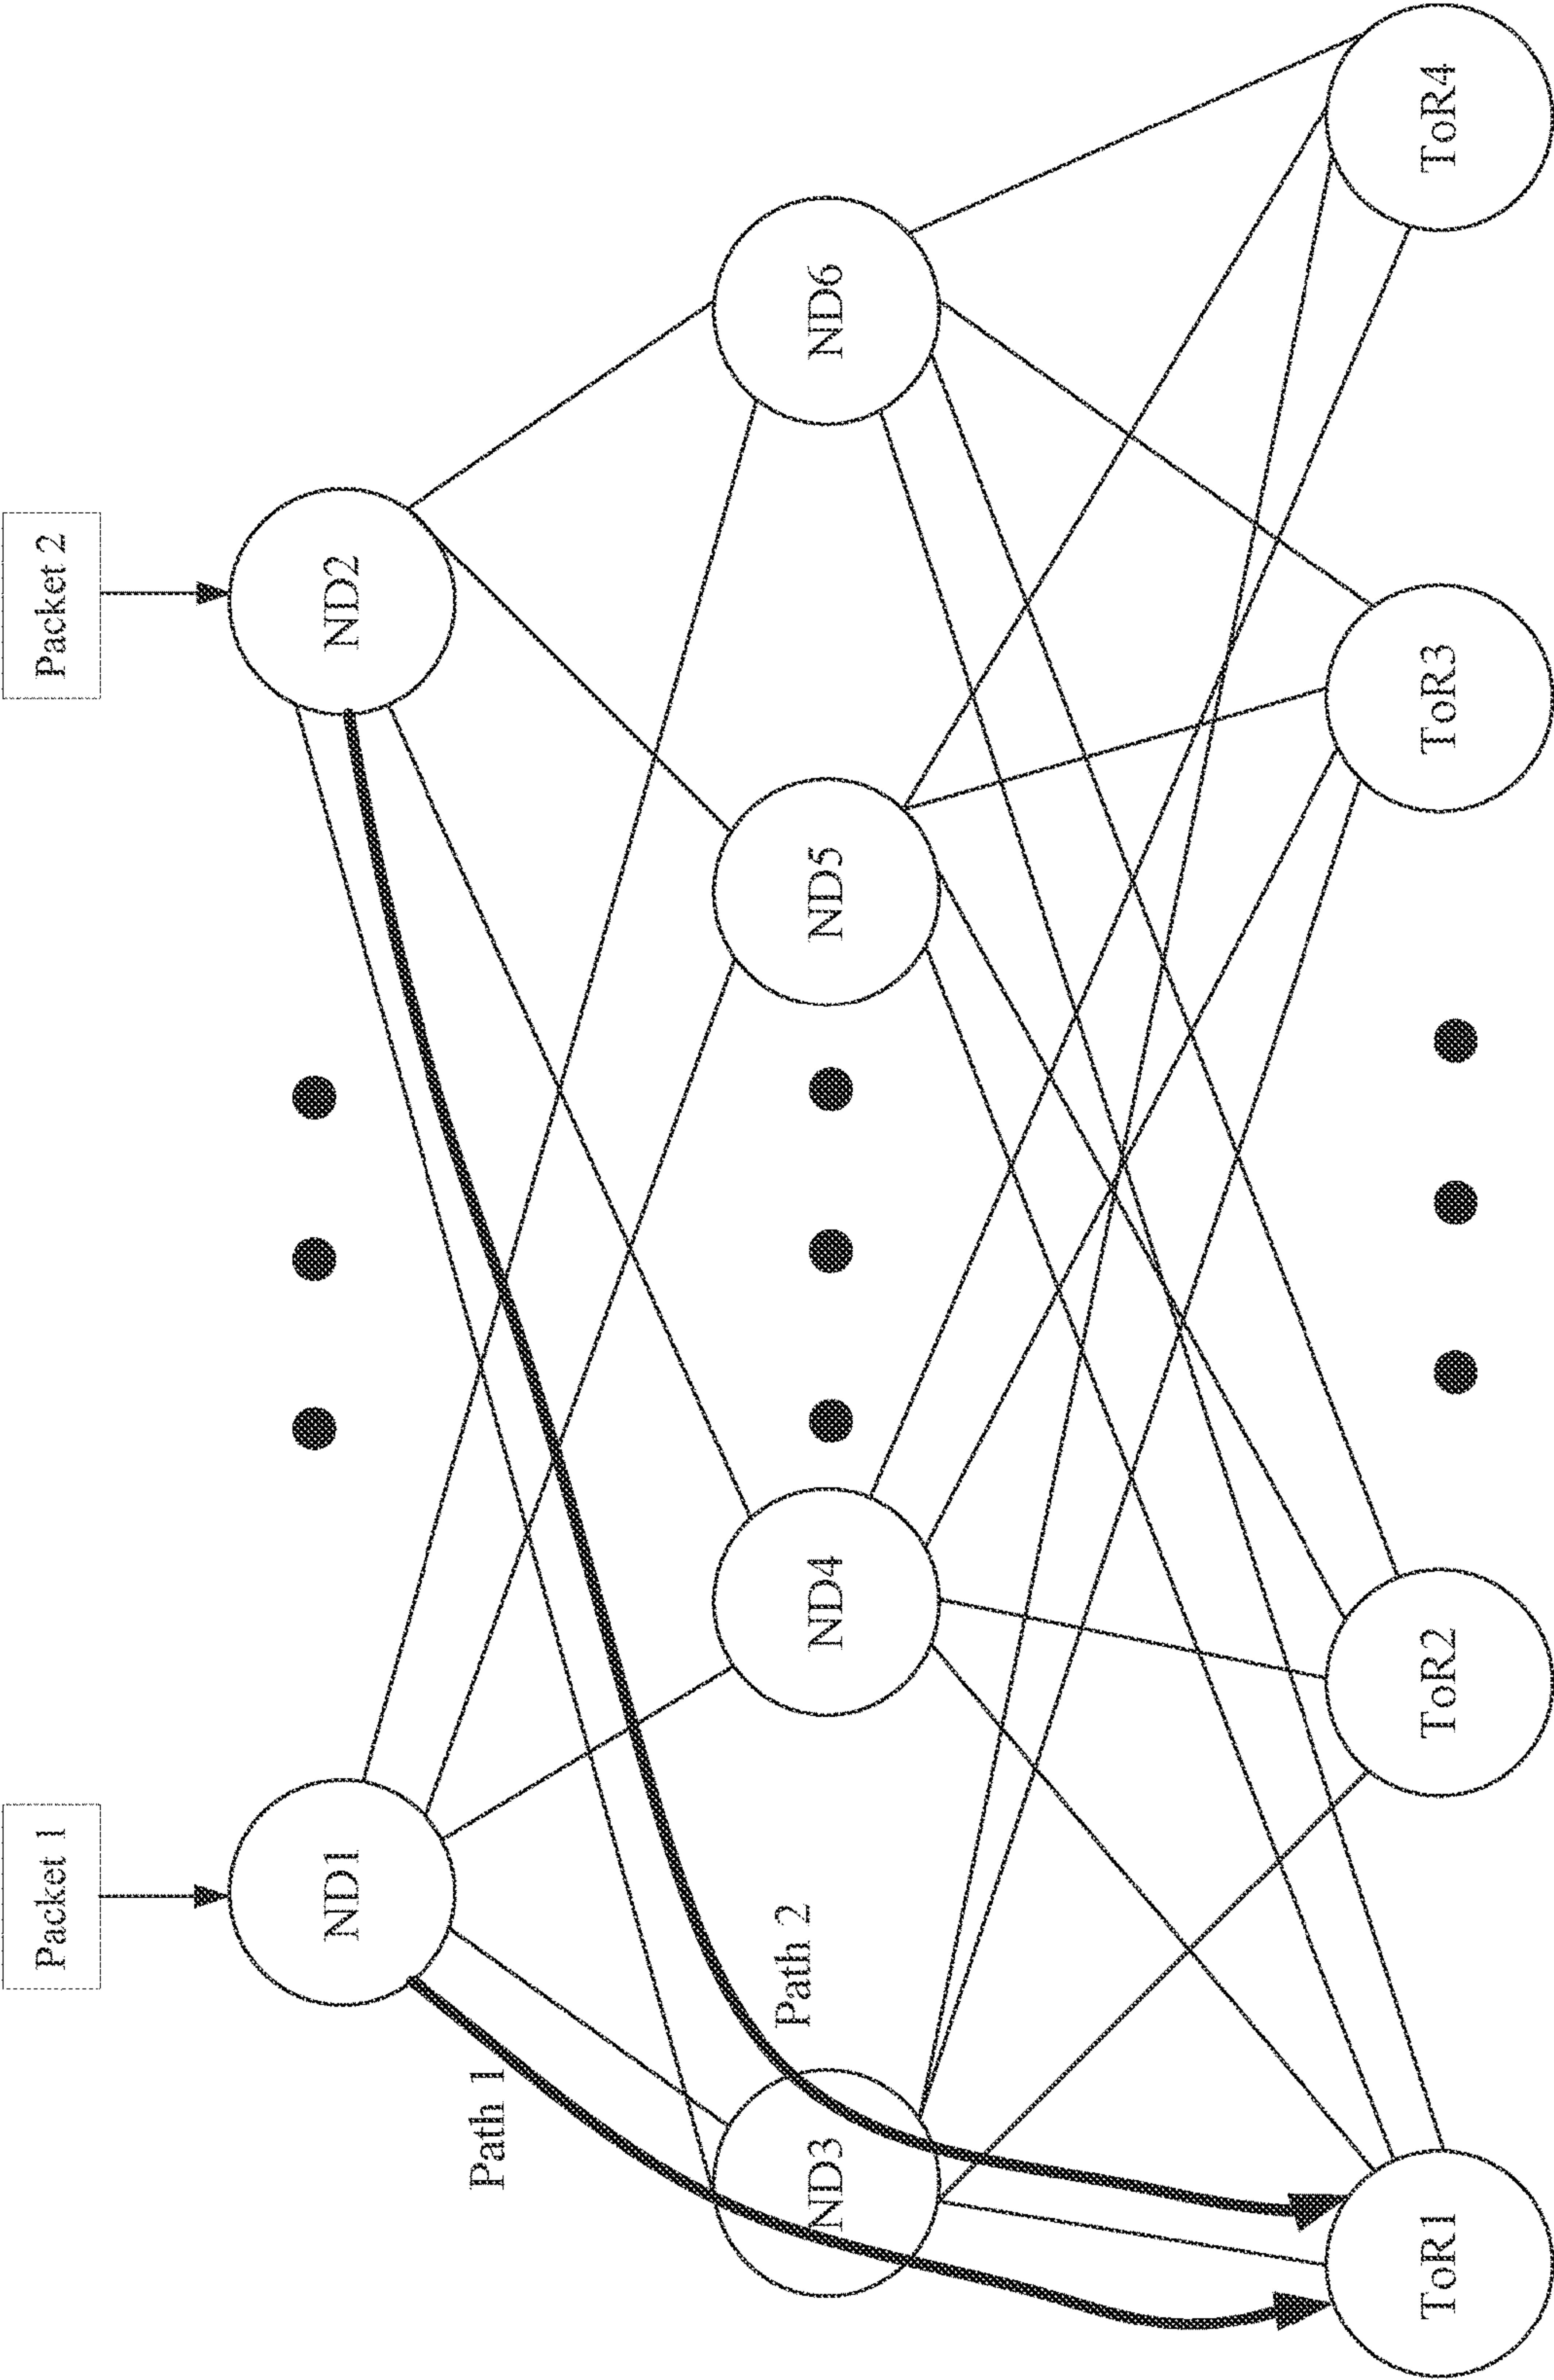 Packet 1
Packet 2
ND1
ND2
Path 1
Path 2
ND3
ND4
ND5
ND6
ToR1
ToR2
ToR3
ToR4